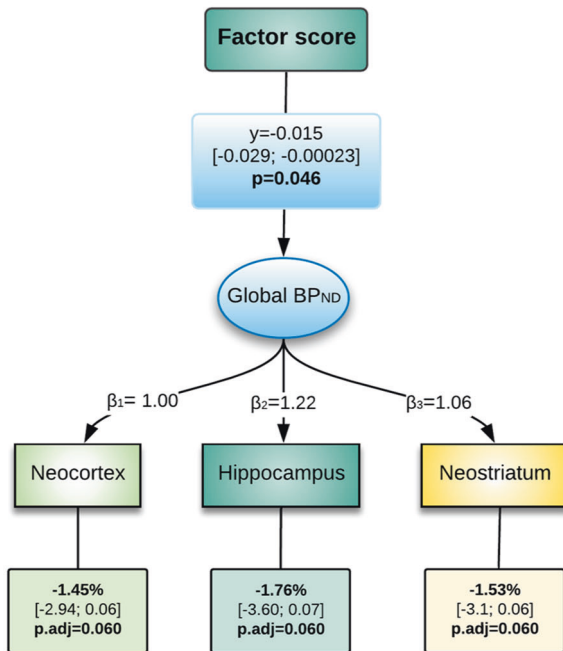 Factor score
y=-0.015
[-0.029; -0.00023]
p=0.046
Global BPND
β1= 1.00
β2=1.22
β3=1.06
Neocortex
Hippocampus
Neostriatum
-1.45%
[-2.94; 0.06]
p.adj=0.060
-1.76%
[-3.60; 0.07]
p.adj=0.060
-1.53%
[-3.1; 0.06]
p.adj=0.060